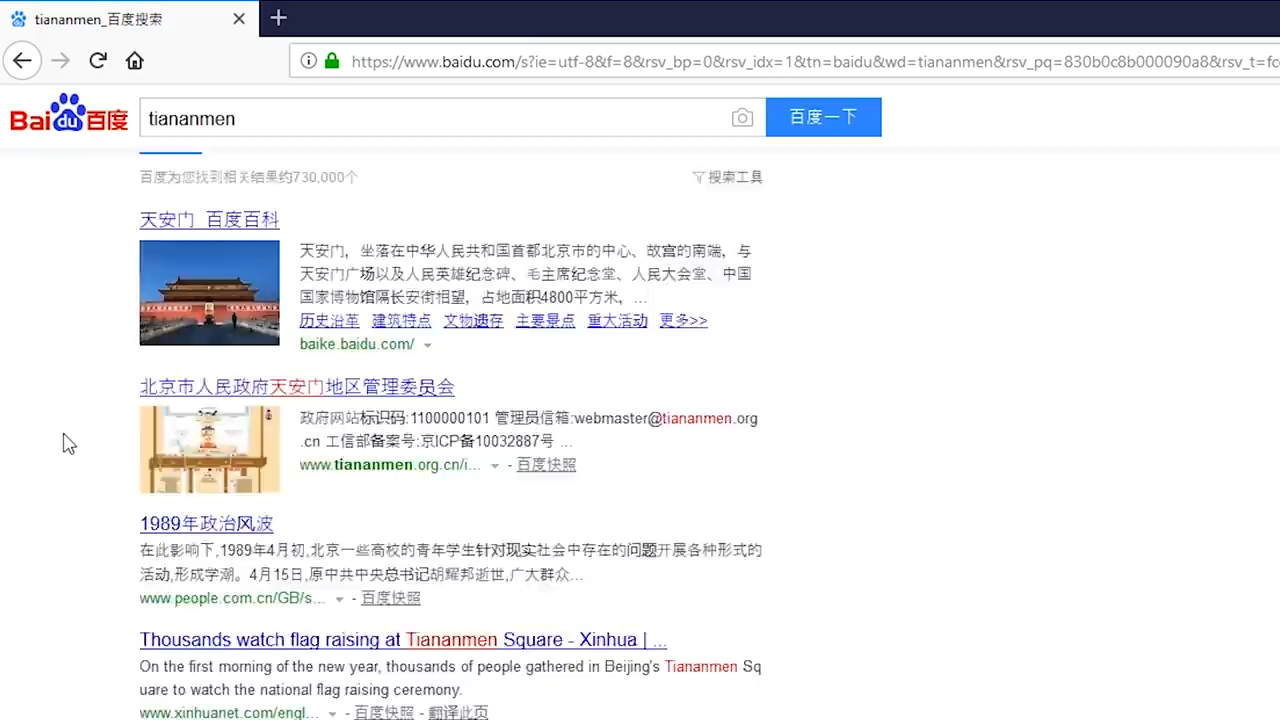 tiananmen_百度搜索
https://www.baidu.com/s?ie=utf-8&f=8&rsv_bp=0&rsv_idx=1&tn=baidu&wd=tiananmen&rsv_pq=830b0c8b000090a8&rsv_t=fc
Bai du 百度
tiananmen
百度一下
百度为您找到相关结果约730,000个
搜索工具
天安门_百度百科
天安门，坐落在中华人民共和国首都北京市的中心、故宫的南端，与
天安门广场以及人民英雄纪念碑、毛主席纪念堂、人民大会堂、中国
国家博物馆隔长安街相望，占地面积4800平方米，...
历史沿革 建筑特点 文物遗存 主要景点 重大活动 更多>>
baike.baidu.com/
北京市人民政府天安门地区管理委员会
政府网站标识码:1100000101 管理员信箱:webmaster@tiananmen.org
.cn 工信部备案号:京ICP备10032887号 ...
www.tiananmen.org.cn/i... - 百度快照
1989年政治风波
在此影响下,1989年4月初,北京一些高校的青年学生针对现实社会中存在的问题开展各种形式的
活动,形成学潮。4月15日,原中共中央总书记胡耀邦逝世,广大群众...
www.people.com.cn/GB/s... - 百度快照
Thousands watch flag raising at Tiananmen Square - Xinhua | ...
On the first morning of the new year, thousands of people gathered in Beijing's Tiananmen Sq
uare to watch the national flag raising ceremony.
www.xinhuanet.com/engl... - 百度快照 - 翻译此页